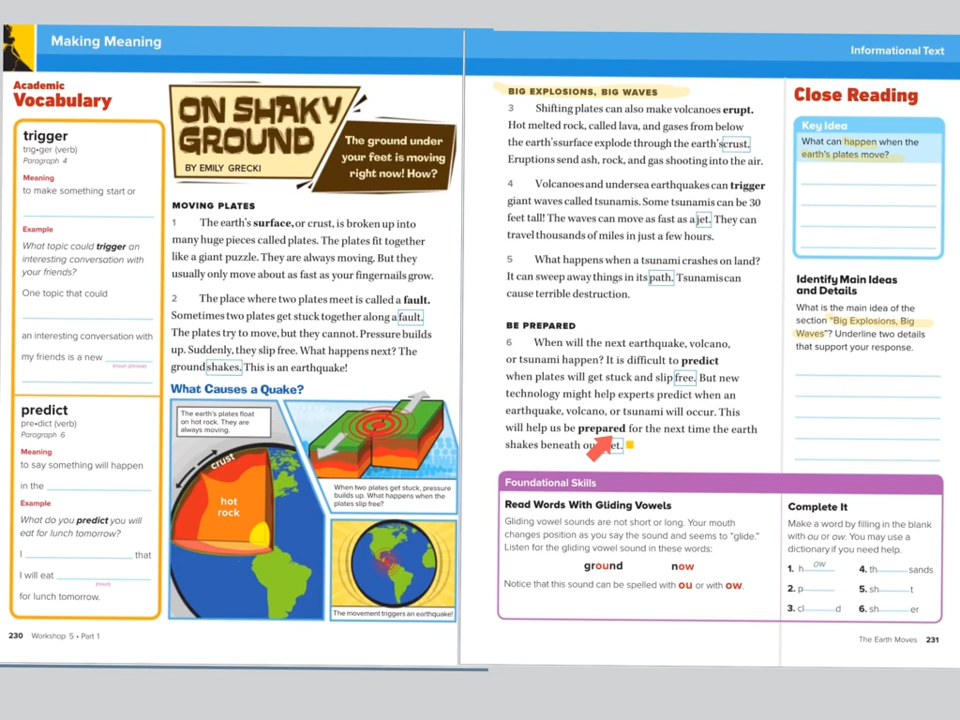 Making Meaning
Academic
Vocabulary
trigger
trig•ger (verb)
Paragraph 4
Meaning
to make something start or
Example
What topic could trigger an
interesting conversation with
your friends?
One topic that could
an interesting conversation with
my friends is a new
(noun phrase)
predict
pre•dict (verb)
Paragraph 6
Meaning
to say something will happen
in the
Example
What do you predict you will
eat for lunch tomorrow?
I that
I will eat
(noun)
for lunch tomorrow.
230 Workshop 5 • Part 1
ON SHAKY
GROUND
BY EMILY GRECKI
The ground under
your feet is moving
right now! How?
MOVING PLATES
1 The earth's surface, or crust, is broken up into
many huge pieces called plates. The plates fit together
like a giant puzzle. They are always moving. But they
usually only move about as fast as your fingernails grow.
2 The place where two plates meet is called a fault.
Sometimes two plates get stuck together along a fault.
The plates try to move, but they cannot. Pressure builds
up. Suddenly, they slip free. What happens next? The
ground shakes. This is an earthquake!
What Causes a Quake?
The earth's plates float
on hot rock. They are
always moving.
crust
hot
rock
When two plates get stuck, pressure
builds up. What happens when the
plates slip free?
The movement triggers an earthquake!
Informational Text
BIG EXPLOSIONS, BIG WAVES
3 Shifting plates can also make volcanoes erupt.
Hot melted rock, called lava, and gases from below
the earth's surface explode through the earth's crust.
Eruptions send ash, rock, and gas shooting into the air.
4 Volcanoes and undersea earthquakes can trigger
giant waves called tsunamis. Some tsunamis can be 30
feet tall! The waves can move as fast as a jet. They can
travel thousands of miles in just a few hours.
5 What happens when a tsunami crashes on land?
It can sweep away things in its path. Tsunamis can
cause terrible destruction.
BE PREPARED
6 When will the next earthquake, volcano,
or tsunami happen? It is difficult to predict
when plates will get stuck and slip free. But new
technology might help experts predict when an
earthquake, volcano, or tsunami will occur. This
will help us be prepared for the next time the earth
shakes beneath
Close Reading
Key Idea
What can happen when the
earth's plates move?
Identify Main Ideas
and Details
What is the main idea of the
section "Big Explosions, Big
Waves"? Underline two details
that support your response.
Foundational Skills
Read Words With Gliding Vowels
Gliding vowel sounds are not short or long. Your mouth
changes position as you say the sound and seems to "glide."
Listen for the gliding vowel sound in these words:
ground now
Notice that this sound can be spelled with ou or with ow.
Complete It
Make a word by filling in the blank
with ou or ow. You may use a
dictionary if you need help.
1. h ow 4. th sands
2. p 5. sh t
3. cl d 6. sh er
The Earth Moves 231